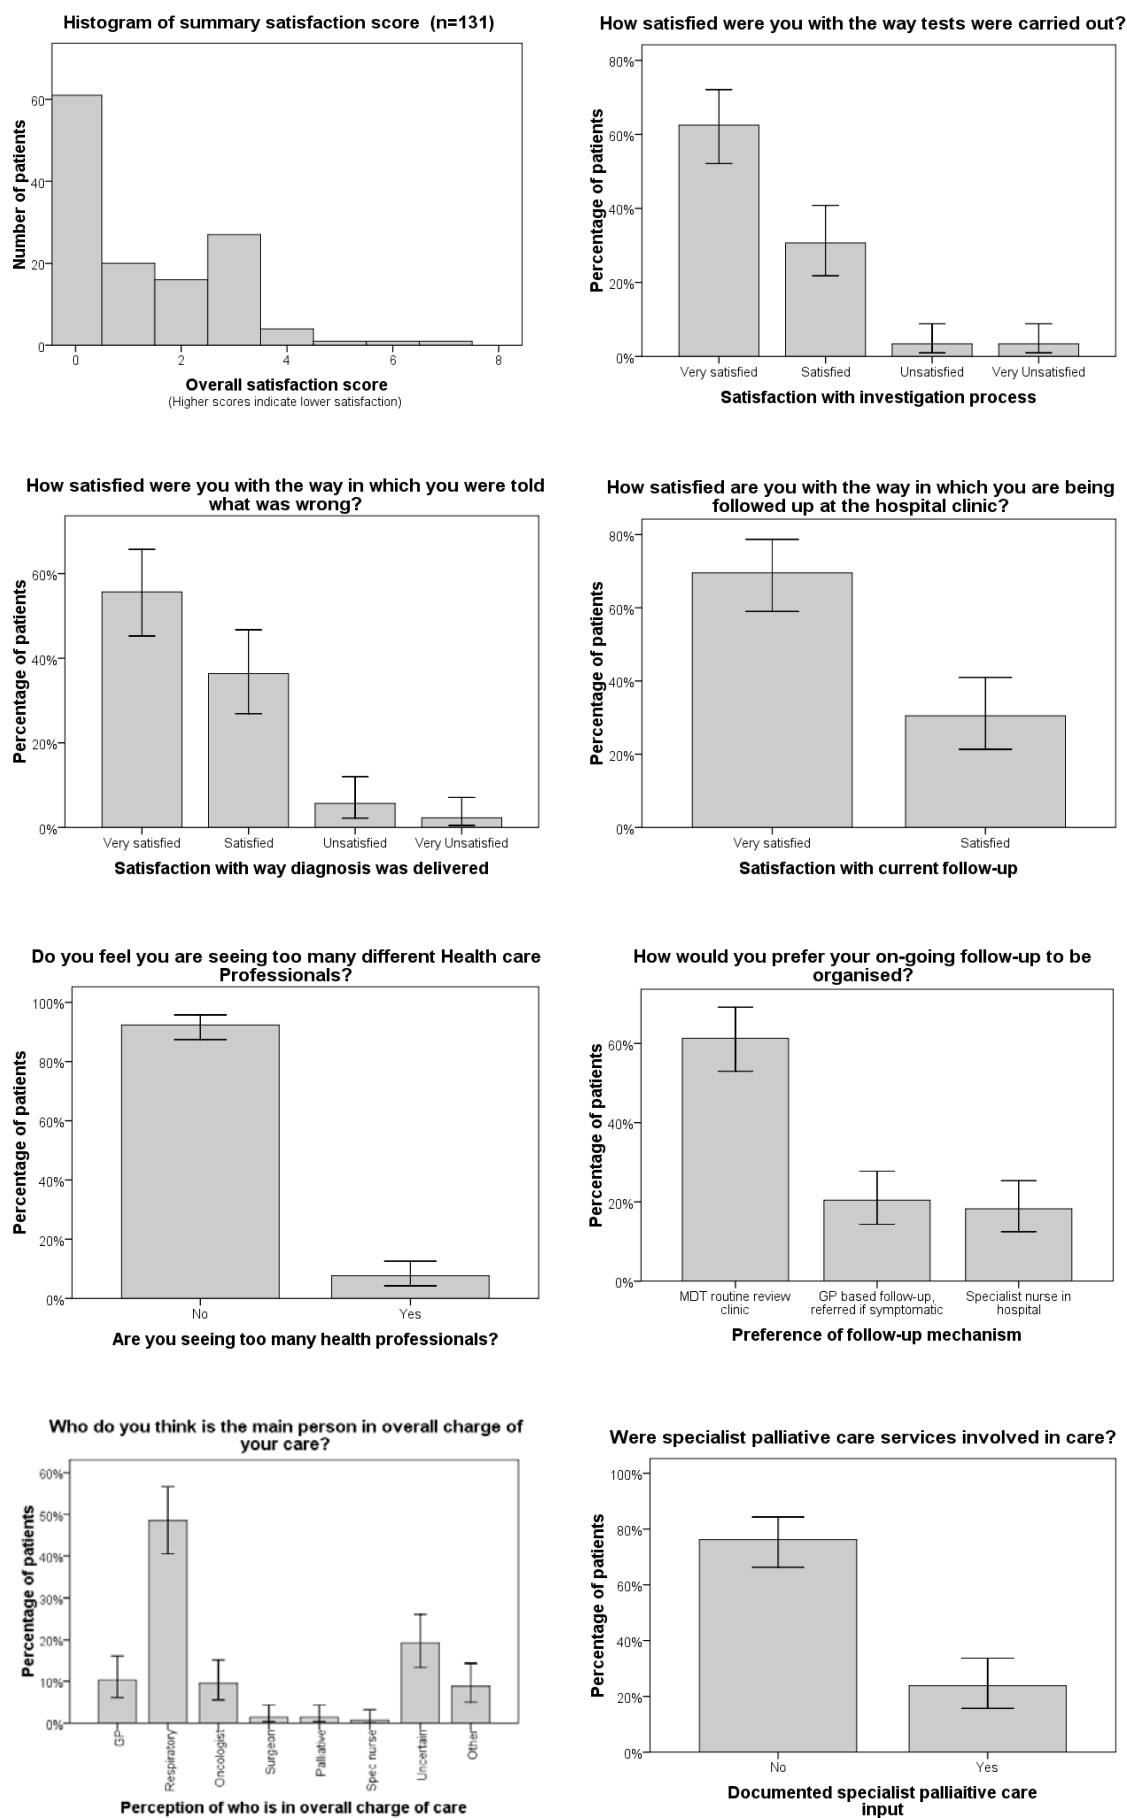 Histogram of summary satisfaction score (n=131)
Number of patients
60
40
20
0
0 2 4 6 8
Overall satisfaction score
(Higher scores indicate lower satisfaction)
How satisfied were you with the way tests were carried out?
Percentage of patients
80%
60%
40%
20%
0%
Very satisfied Satisfied Unsatisfied Very Unsatisfied
Satisfaction with investigation process
How satisfied were you with the way in which you were told
what was wrong?
Percentage of patients
60%
40%
20%
0%
Very satisfied Satisfied Unsatisfied Very Unsatisfied
Satisfaction with way diagnosis was delivered
How satisfied are you with the way in which you are being
followed up at the hospital clinic?
Percentage of patients
80%
60%
40%
20%
0%
Very satisfied Satisfied
Satisfaction with current follow-up
Do you feel you are seeing too many different Health care
Professionals?
Percentage of patients
100%
80%
60%
40%
20%
0%
No Yes
Are you seeing too many health professionals?
How would you prefer your on-going follow-up to be
organised?
Percentage of patients
60%
40%
20%
0%
MDT routine review GP based follow-up, Specialist nurse in
clinic referred if symptomatic hospital
Preference of follow-up mechanism
Who do you think is the main person in overall charge of
your care?
Percentage of patients
60%
50%
40%
30%
20%
10%
0%
GP Respiratory Oncologist Surgeon Palliative Spec nurse Uncertain Other
Perception of who is in overall charge of care
Were specialist palliative care services involved in care?
Percentage of patients
100%
80%
60%
40%
20%
0%
No Yes
Documented specialist palliaitive care
input